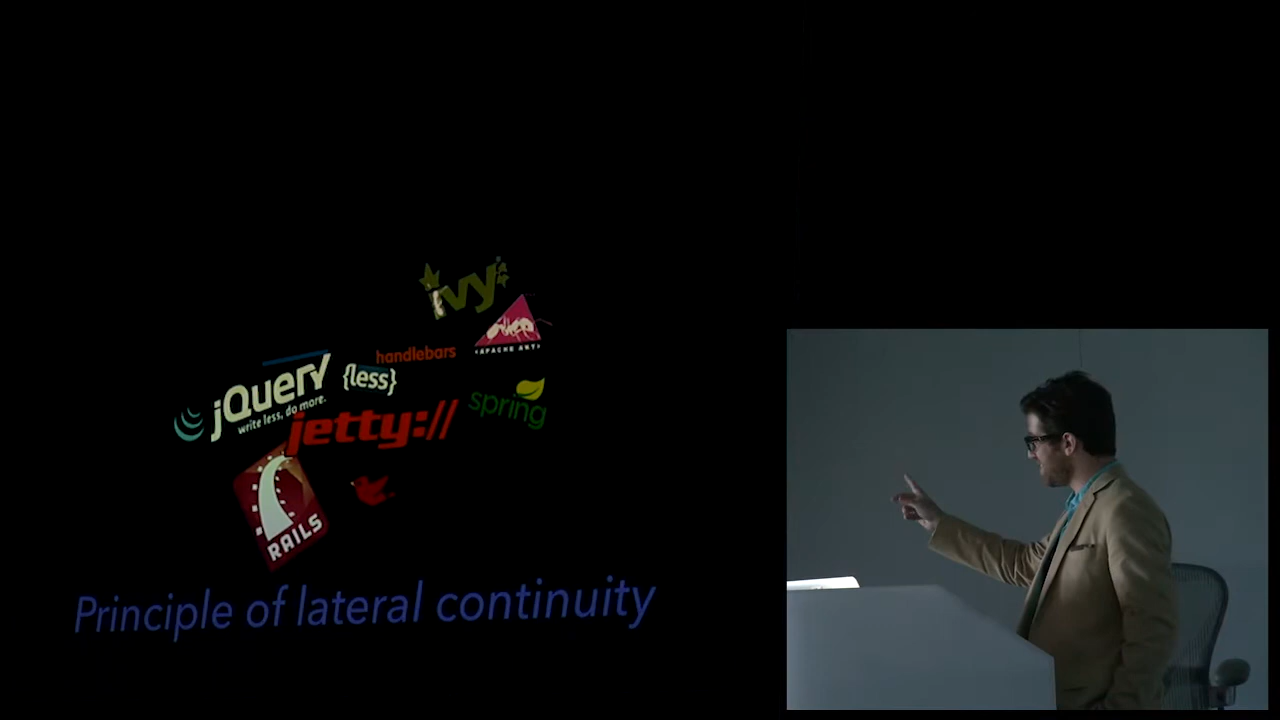 ivy
APACHE ANT
handlebars
jQuery
write less, do more.
{less}
spring
jetty://
RAILS
Principle of lateral continuity